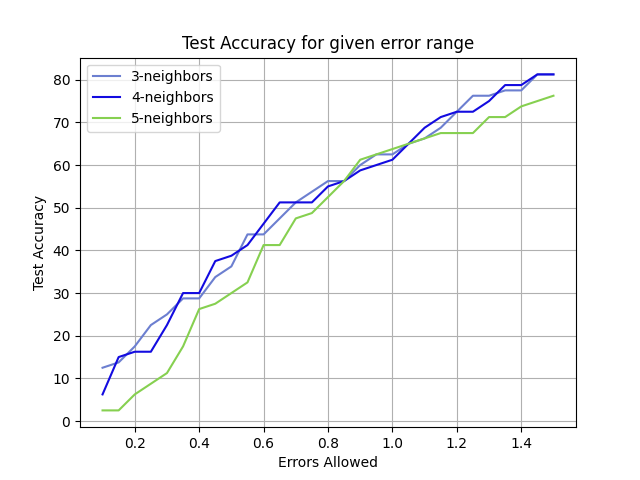 Test Accuracy for given error range
3-neighbors
4-neighbors
5-neighbors
80
70
60
50
40
30
20
10
0
Test Accuracy
0.2 0.4 0.6 0.8 1.0 1.2 1.4
Errors Allowed